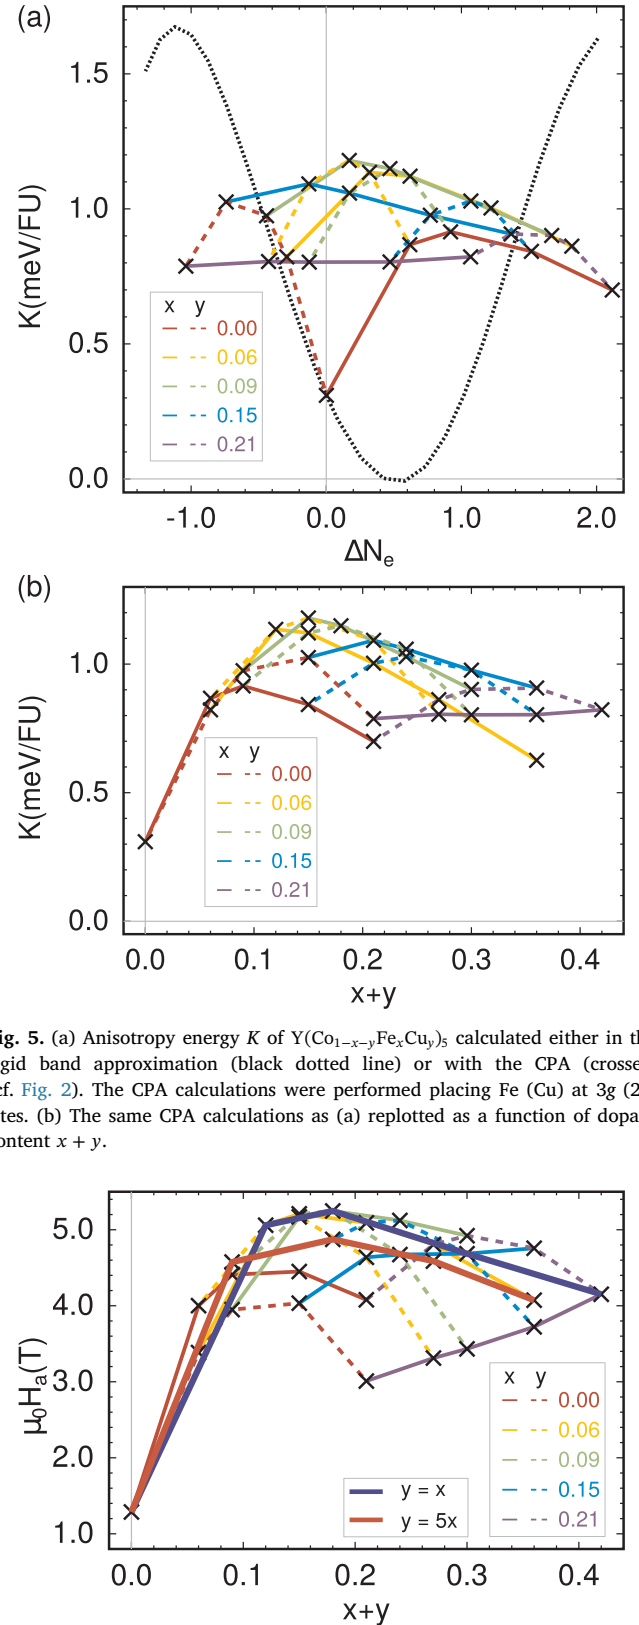 (a)
1.5
1.0
0.5
0.0
K(meV/FU)
x y
0.00
0.06
0.09
0.15
0.21
-1.0 0.0 1.0 2.0
ΔNₑ
(b)
1.0
0.5
0.0
K(meV/FU)
x y
0.00
0.06
0.09
0.15
0.21
0.0 0.1 0.2 0.3 0.4
x+y
ig. 5. (a) Anisotropy energy K of Y(Co₁₋ₓ₋yFeₓCuy)₅ calculated either in th
gid band approximation (black dotted line) or with the CPA (crosse
cf. Fig. 2). The CPA calculations were performed placing Fe (Cu) at 3g (2
tes. (b) The same CPA calculations as (a) replotted as a function of dopa
ontent x + y.
5.0
4.0
3.0
2.0
1.0
μ₀Hₐ(T)
x y
0.00
0.06
0.09
0.15
0.21
y = x
y = 5x
0.0 0.1 0.2 0.3 0.4
x+y